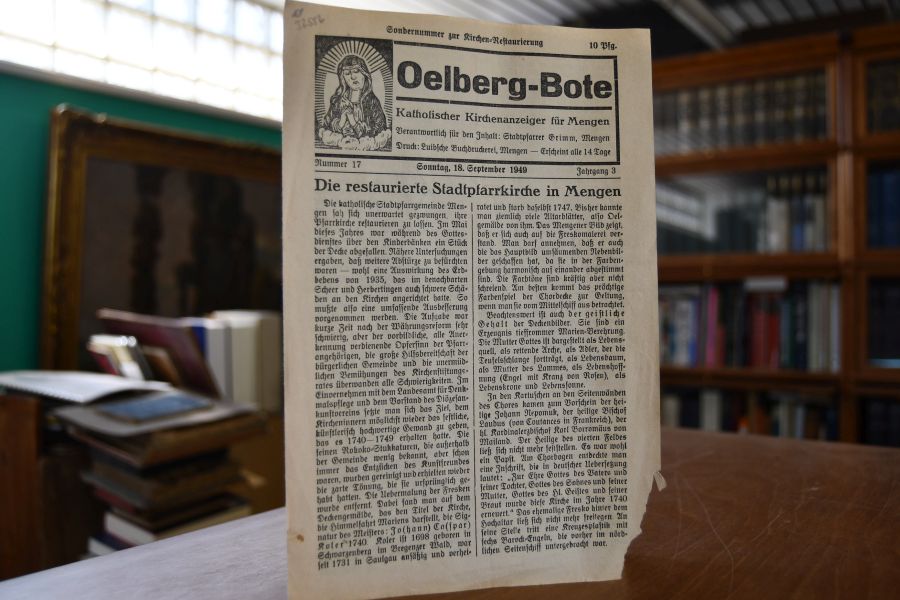 32586
Sondernummer zur Kirchen-Restaurierung
10 Pfg.
Oelberg-Bote
Katholischer Kirchenanzeiger für Mengen
Verantwortlich für den Inhalt: Stadtpfarrer Grimm, Mengen
Druck: Luibsche Buchdruckerei, Mengen — Erscheint alle 14 Tage
Nummer 17 Sonntag, 18. September 1949 Jahrgang 3
Die restaurierte Stadtpfarrkirche in Mengen
Die katholische Stadtpfarrgemeinde Men-
gen sah sich unerwartet gezwungen, ihre
Pfarrkirche restaurieren zu lassen. Im Mai
dieses Jahres war während des Gottes-
dienstes über den Kinderbänken ein Stück
der Decke abgefallen. Nähere Untersuchungen
ergaben, daß weitere Abstürze zu befürchten
waren — wohl eine Auswirkung des Erd-
bebens von 1935, das im benachbarten
Scheer und Herbertingen auch schwere Schä-
den an den Kirchen angerichtet hatte. So
mußte also eine umfassende Ausbesserung
vorgenommen werden. Die Aufgabe war
kurze Zeit nach der Währungsreform sehr
schwierig, aber der vorbildliche, alle Aner-
kennung verdienende Opfersinn der Pfarr-
angehörigen, die große Hilfsbereitschaft der
bürgerlichen Gemeinde und die unermüd-
lichen Bemühungen des Kirchenstiftungs-
rates überwanden alle Schwierigkeiten. Im
Einvernehmen mit dem Landesamt für Denk-
malspflege und dem Vorstand des Diözesan-
kunstvereins setzte man sich das Ziel, dem
Kircheninnern möglichst wieder das festliche,
künstlerisch hochwertige Gewand zu geben,
das es 1740—1749 erhalten hatte. Die
feinen Rokoko-Stukkaturen, die außerhalb
der Gemeinde wenig bekannt, aber schon
immer das Entzücken des Kunstfreundes
waren, wurden gereinigt und erhielten wieder
die zarte Tönung, die sie ursprünglich ge-
habt hatten. Die Uebermalung der Fresken
wurde entfernt. Dabei fand man auf dem
Deckengemälde, das den Titel der Kirche,
die Himmelfahrt Mariens darstellt, die Sig-
natur des Meisters: Johann Caspar
Koler 1740. Koler ist 1698 geboren in
Schwarzenberg im Bregenzer Wald, war
seit 1731 in Saulgau ansässig und verhei-
ratet und starb daselbst 1747. Bisher kannte
man ziemlich viele Altarblätter, also Oel-
gemälde von ihm. Das Mengener Bild zeigt,
daß er sich auch auf die Freskomalerei ver-
stand. Man darf annehmen, daß er auch
die das Hauptbild umsäumenden Nebenbil-
der geschaffen hat, da sie in der Farben-
gebung harmonisch auf einander abgestimmt
sind. Die Farbtöne sind kräftig aber nicht
schreiend. Am besten kommt das prächtige
Farbenspiel der Chordecke zur Geltung,
wenn man sie vom Mittelschiff aus betrachtet.
Beachtenswert ist auch der geistliche
Gehalt der Deckenbilder. Sie sind ein
Erzeugnis tieffrommer Marien-Verehrung.
Die Mutter Gottes ist dargestellt als Lebens-
quell, als rettende Arche, als Adler, der die
Teufelsschlange fortträgt, als Lebensbaum,
als Mutter des Lammes, als Lebenshoff-
nung (Engel mit Kranz von Rosen), als
Lebenskrone und Lebenssonne.
In den Kartuschen an den Seitenwänden
des Chores kamen zum Vorschein der hei-
lige Johann Nepomuk, der heilige Bischof
Laudus (von Coutances in Frankreich), der
hl. Kardinalerzbischof Karl Borromäus von
Mailand. Der Heilige des vierten Feldes
ließ sich nicht mehr feststellen. Es war wohl
ein Papst. Am Chorbogen entdeckte man
eine Inschrift, die in deutscher Uebersetzung
lautet: „Zur Ehre Gottes des Vaters und
seiner Tochter, Gottes des Sohnes und seiner
Mutter, Gottes des Hl. Geistes und seiner
Braut wurde diese Kirche im Jahre 1740
erneuert." Das ehemalige Fresko hinter dem
Hochaltar ließ sich nicht mehr freilegen. An
seine Stelle tritt eine Kreuzesplastik mit
sechs Barock-Engeln, die vorher im nörd-
lichen Seitenschiff untergebracht war.